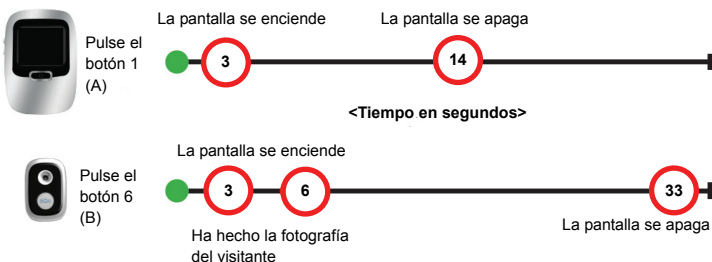 La pantalla se enciende
La pantalla se apaga
Pulse el
botón 1
(A)
3
14
<Tiempo en segundos>
La pantalla se enciende
Pulse el
botón 6
(B)
3
6
33
Ha hecho la fotografía
del visitante
La pantalla se apaga